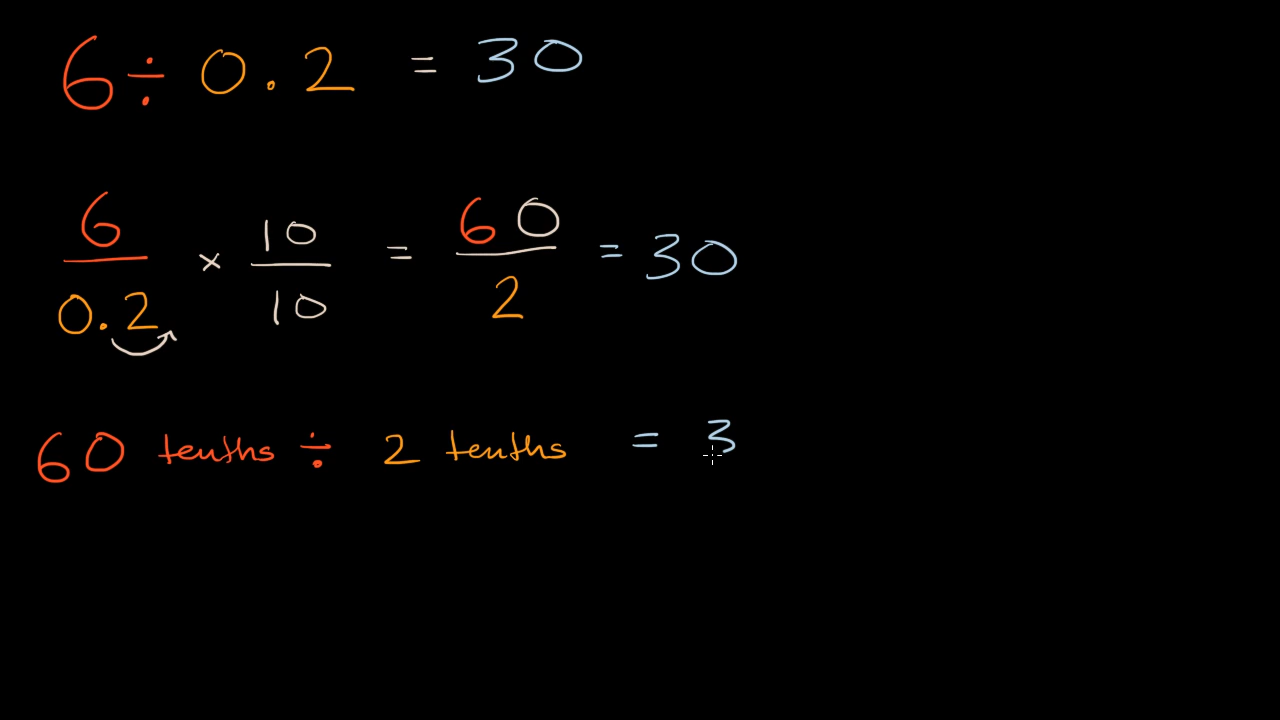 6 ÷ 0.2 = 30
6/0.2 × 10/10 = 60/2 = 30
60 tenths ÷ 2 tenths = 3